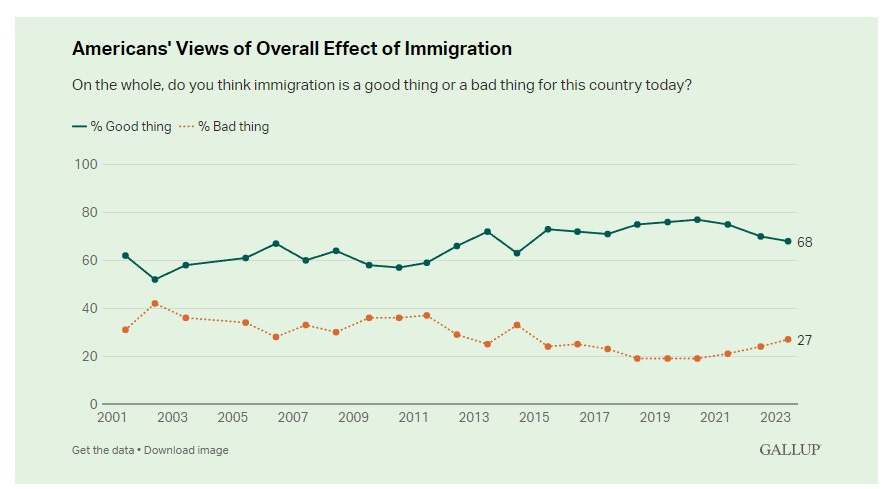 Americans' Views of Overall Effect of Immigration
On the whole, do you think immigration is a good thing or a bad thing for this country today?
% Good thing % Bad thing
100
80
60
40
20
0
68
27
2001 2003 2005 2007 2009 2011 2013 2015 2017 2019 2021 2023
Get the data • Download image
GALLUP